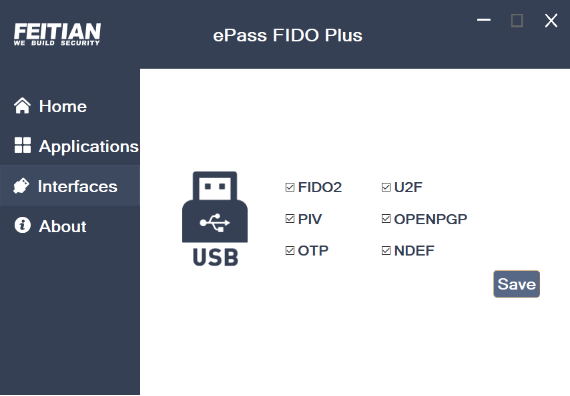 FEITIAN
WE BUILD SECURITY
ePass FIDO Plus
Home
Applications
Interfaces
About
FIDO2 U2F
PIV OPENPGP
OTP NDEF
USB
Save